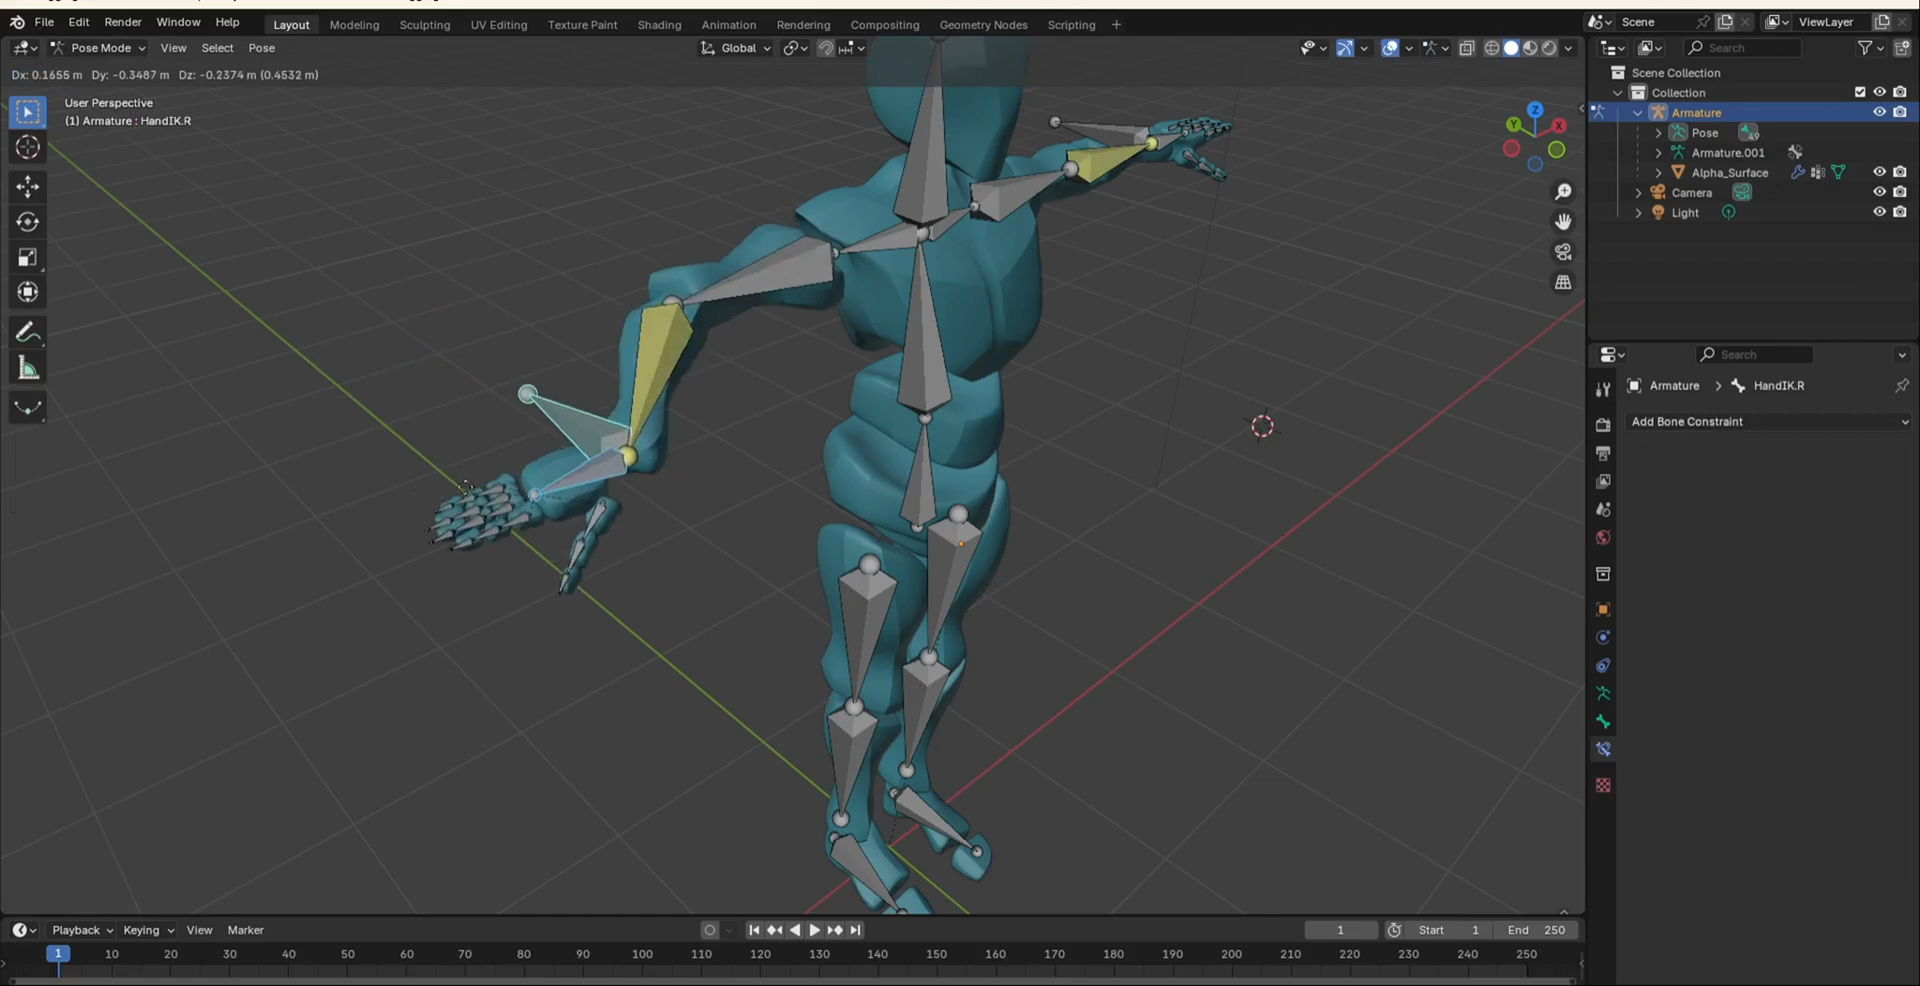 File Edit Render Window Help Layout Modeling Sculpting UV Editing Texture Paint Shading Animation Rendering Compositing Geometry Nodes Scripting + Scene ViewLayer
Pose Mode View Select Pose Global Search
Dx: 0.1655 m Dy: -0.3487 m Dz: -0.2374 m (0.4532 m)
User Perspective
(1) Armature : HandIK.R
Z
Y X
Scene Collection
Collection
Armature
Pose 49
Armature.001
Alpha_Surface
Camera
Light
Search
Armature > HandIK.R
Add Bone Constraint
Playback Keying View Marker 1 Start 1 End 250
1 10 20 30 40 50 60 70 80 90 100 110 120 130 140 150 160 170 180 190 200 210 220 230 240 250